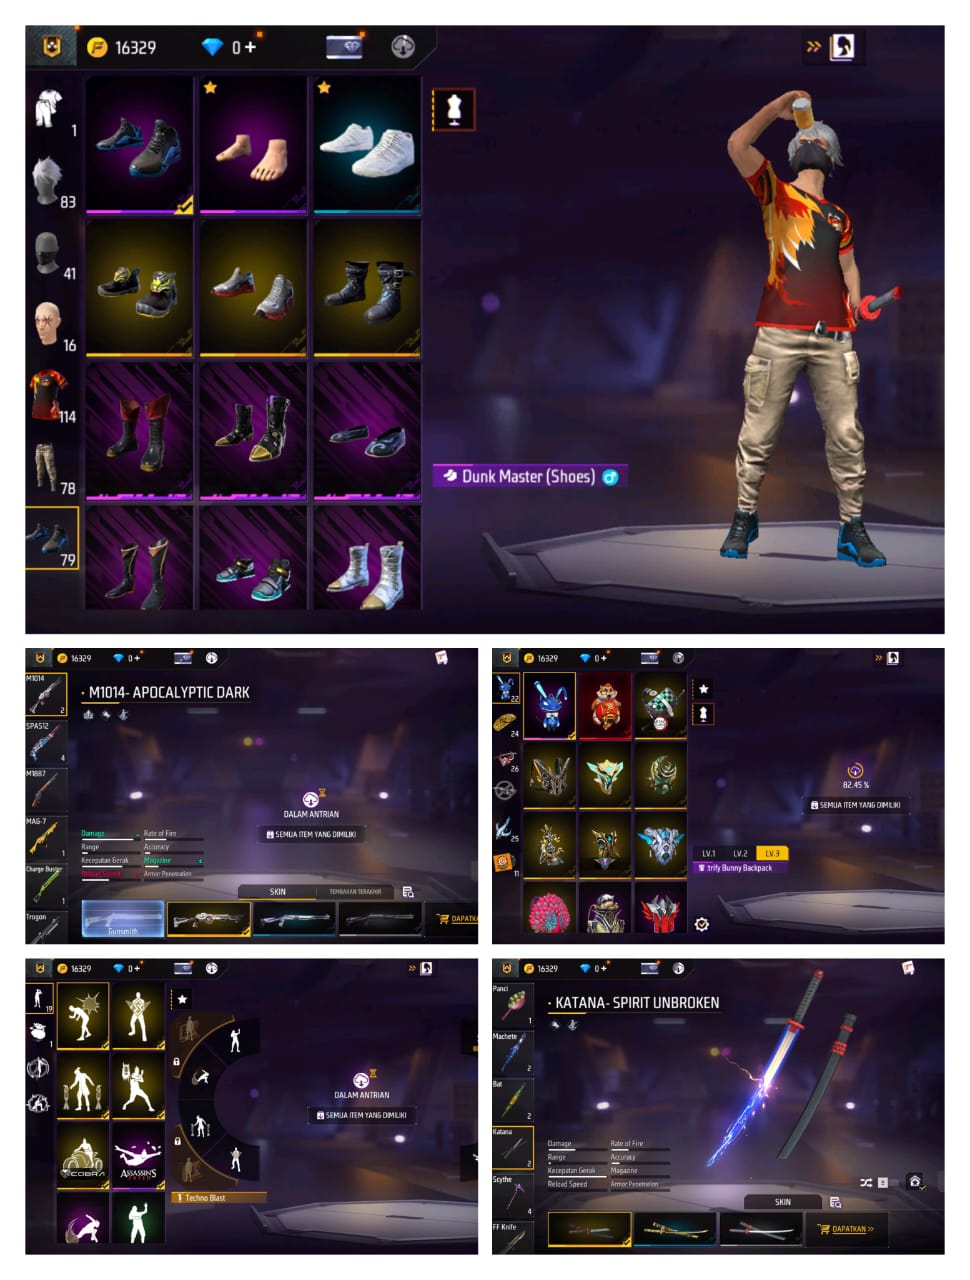 16329
0+
1
83
41
16
114
78
79
Dunk Master (Shoes)
16329
0+
M1014
2
SPAS12
4
M1887
1
MAG-7
1
Charge Buster
1
Trogon
M1014- APOCALYPTIC DARK
DALAM ANTRIAN
SEMUA ITEM YANG DIMILIKI
Damage
Rate of Fire
Range
Accuracy
Kecepatan Gerak
Magazine
Reload Speed
Armor Penetration
SKIN
TEMBAKAN TERAKHIR
Gunsmith
DAPATKA
16329
0+
22
24
26
25
11
82.45 %
SEMUA ITEM YANG DIMILIKI
LV.1
LV.2
LV.3
:trify Bunny Backpack
16329
0+
19
1
COBRA
ASSASSIN'S
DALAM ANTRIAN
SEMUA ITEM YANG DIMILIKI
Techno Blast
16329
0+
Panci
1
Machete
2
Bat
2
Katana
2
Scythe
4
FF Knife
KATANA- SPIRIT UNBROKEN
Damage
Rate of Fire
Range
Accuracy
Kecepatan Gerak
Magazine
Reload Speed
Armor Penetration
SKIN
DAPATKAN >>